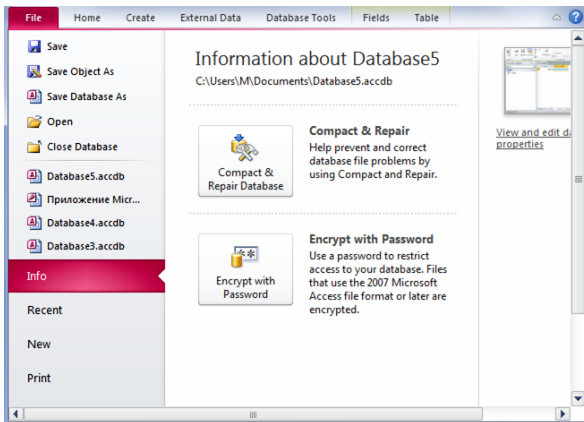 File Home Create External Data Database Tools Fields Table
Save
Save Object As
Save Database As
Open
Close Database
Database5.accdb
Приложение Micr...
Database4.accdb
Database3.accdb
Info
Recent
New
Print
Information about Database5
C:\Users\M\Documents\Database5.accdb
Compact &
Repair Database
Compact & Repair
Help prevent and correct
database file problems by
using Compact and Repair.
Encrypt with
Password
Encrypt with Password
Use a password to restrict
access to your database. Files
that use the 2007 Microsoft
Access file format or later are
encrypted.
View and edit da
properties